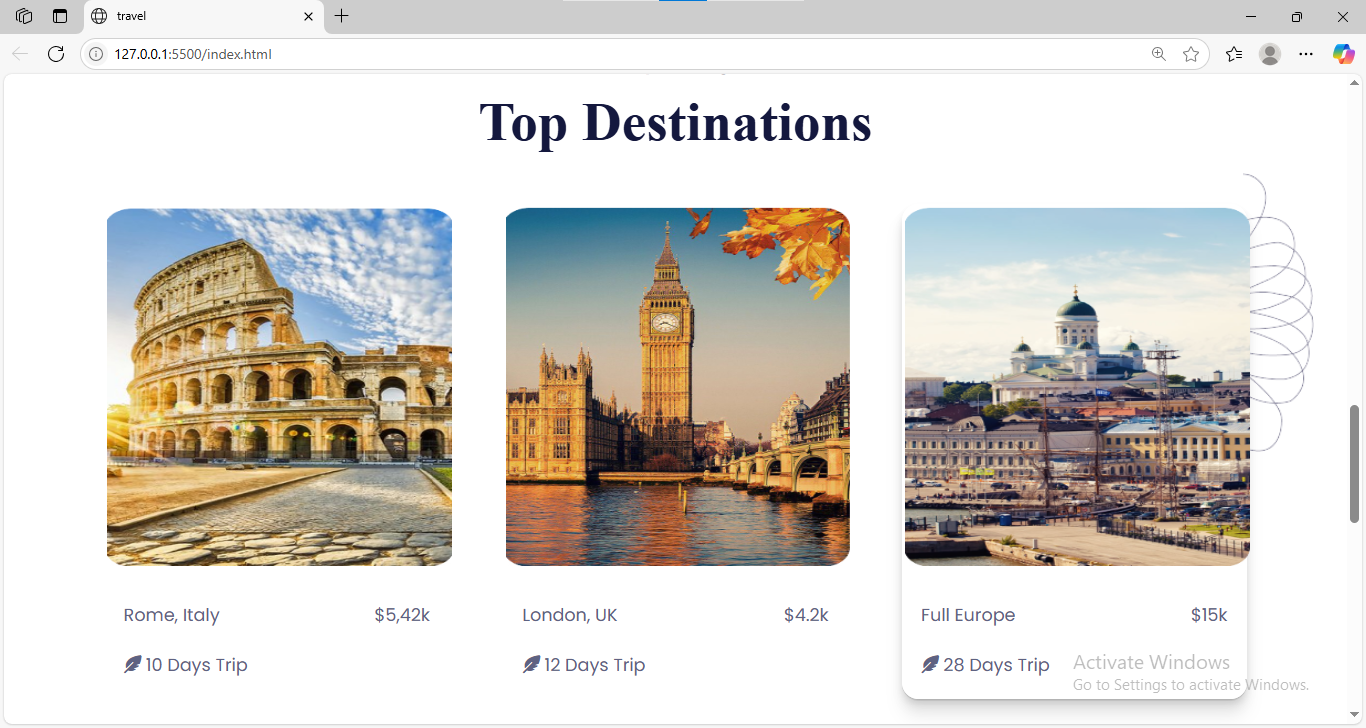 travel
127.0.0.1:5500/index.html
Top Destinations
Rome, Italy $5,42k
10 Days Trip
London, UK $4.2k
12 Days Trip
Full Europe $15k
28 Days Trip
Activate Windows
Go to Settings to activate Windows.